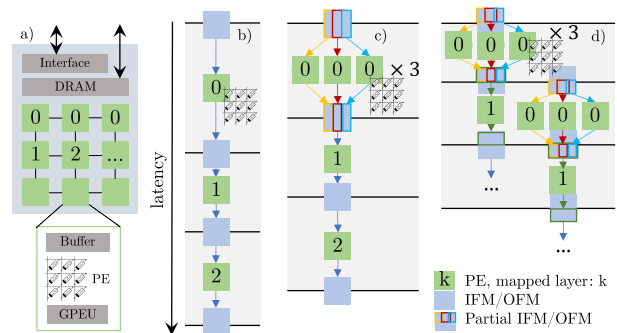 a)
Interface
DRAM
0 0 0
1 2 ...
Buffer
PE
GPEU
latency
b)
0
1
2
c)
0 0 0 × 3
1
2
d)
0 0 0 × 3
1
...
0 0 0
1
...
k PE, mapped layer: k
IFM/OFM
Partial IFM/OFM